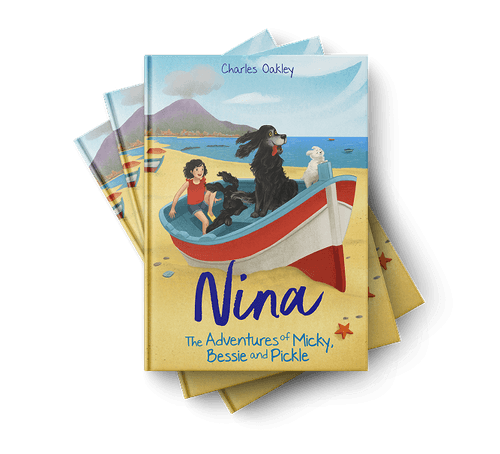 Charles Oakley
Nina
The Adventures of Micky,
Bessie and Pickle